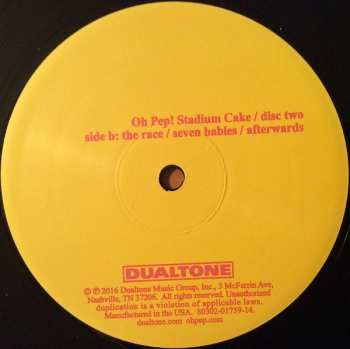 Oh Pep! Stadium Cake / disc two
side b: the race / seven babies / afterwards
DUALTONE
© ℗ 2016 Dualtone Music Group, Inc., 3 McFerrin Ave,
Nashville, TN 37206. All rights reserved. Unauthorized
duplication is a violation of applicable laws.
Manufactured in the USA. 80302-01759-14.
dualtone.com ohpep.com